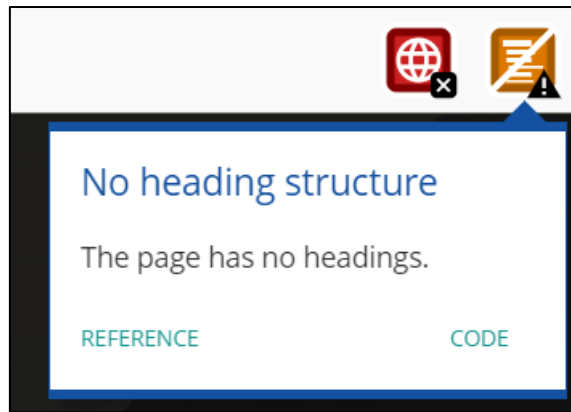 No heading structure
The page has no headings.
REFERENCE CODE